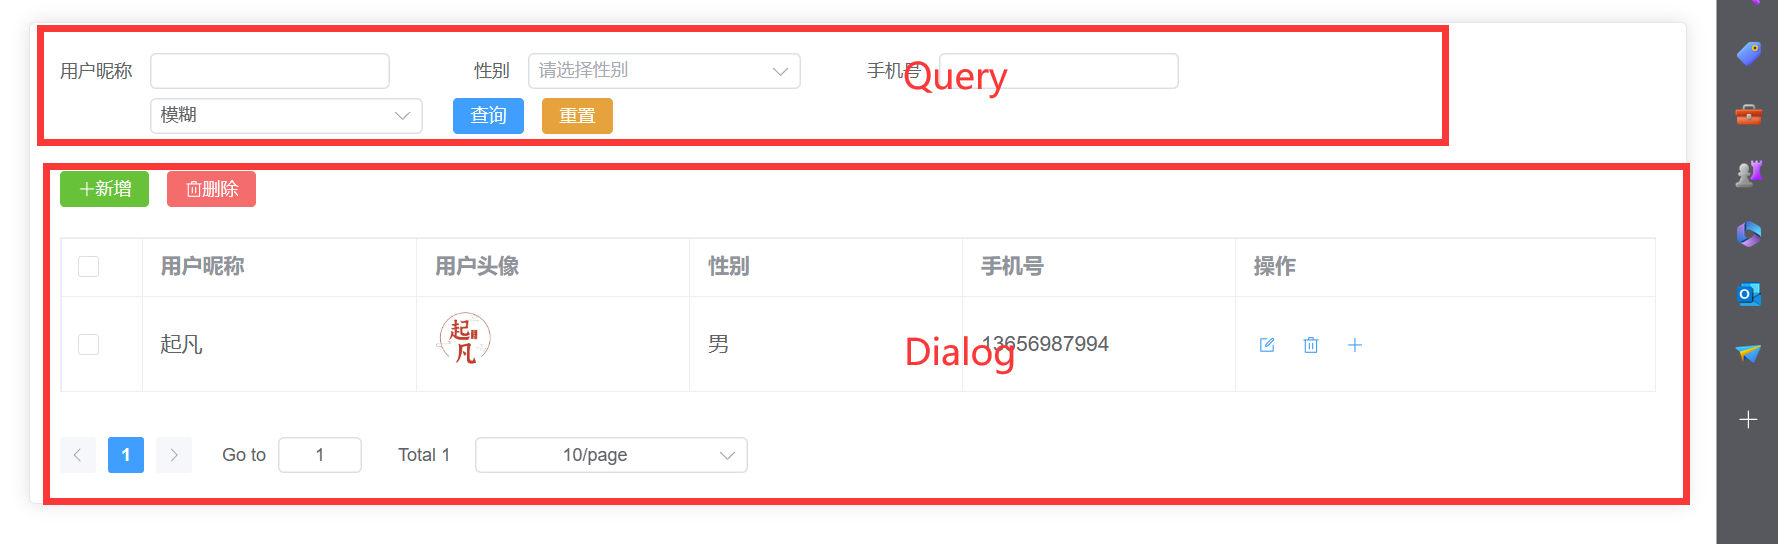 用户昵称 性别 请选择性别 手机号 Query
模糊 查询 重置
新增 删除
用户昵称 用户头像 性别 手机号 操作
起凡 起凡 男 13656987994
Dialog
1 Go to 1 Total 1 10/page